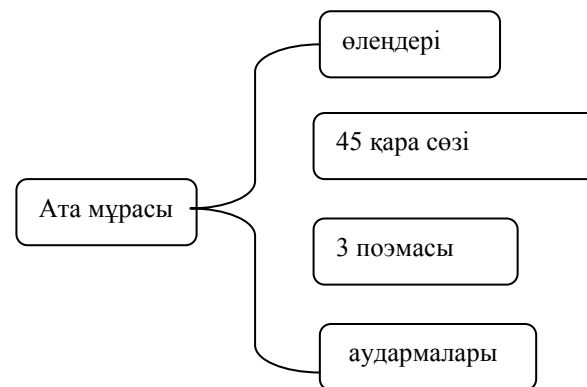 өлеңдері
45 қара сөзі
Ата мұрасы
3 поэмасы
аудармалары